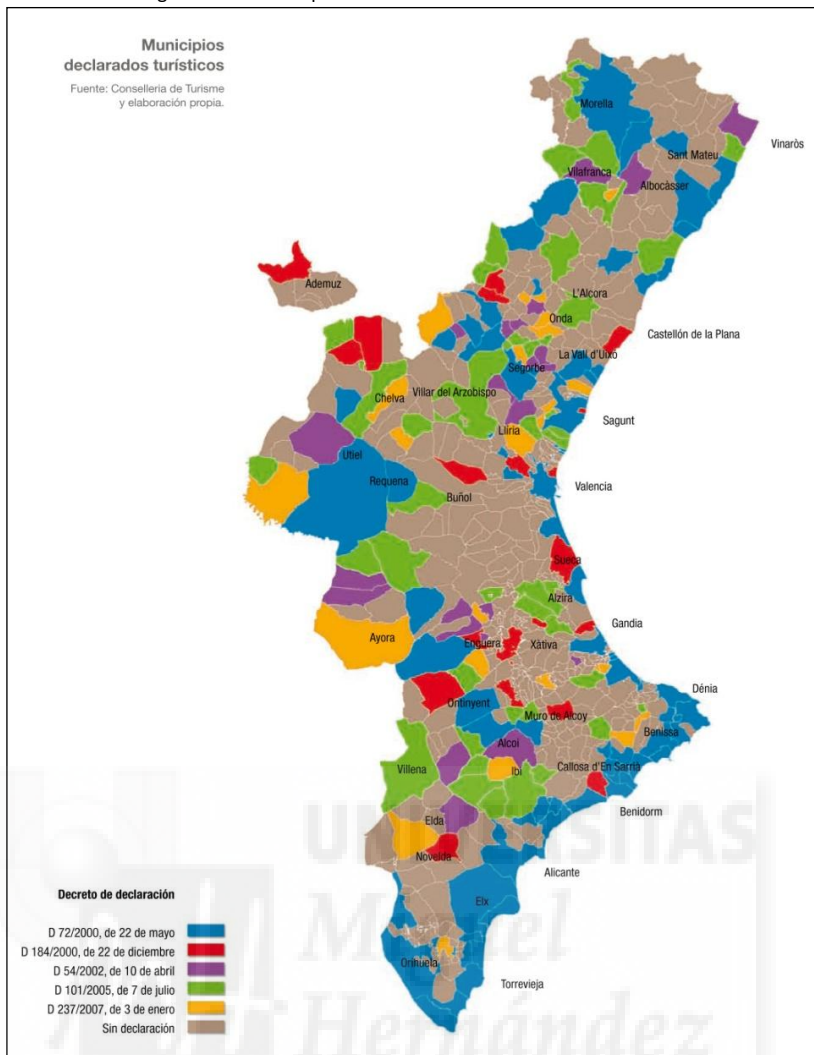 Municipios
declarados turísticos
Fuente: Conselleria de Turisme
y elaboración propia.
Morella
Vinaròs
Sant Mateu
Vilafranca
Albocàsser
Ademuz
L'Alcora
Onda
Castellón de la Plana
La Vall d'Uixó
Segorbe
Chelva
Villar del Arzobispo
Sagunt
Llíria
Utiel
Requena
Valencia
Buñol
Sueca
Alzira
Gandia
Ayora
Enguera
Xàtiva
Dénia
Ontinyent
Muro de Alcoy
Benissa
Alcoi
Villena
Ibi
Callosa d'En Sarrià
Benidorm
Elda
Novelda
Alicante
Elx
Orihuela
Torrevieja
Decreto de declaración
D 72/2000, de 22 de mayo
D 184/2000, de 22 de diciembre
D 54/2002, de 10 de abril
D 101/2005, de 7 de julio
D 237/2007, de 3 de enero
Sin declaración
UNIVERSITAS
Miguel
Hernández